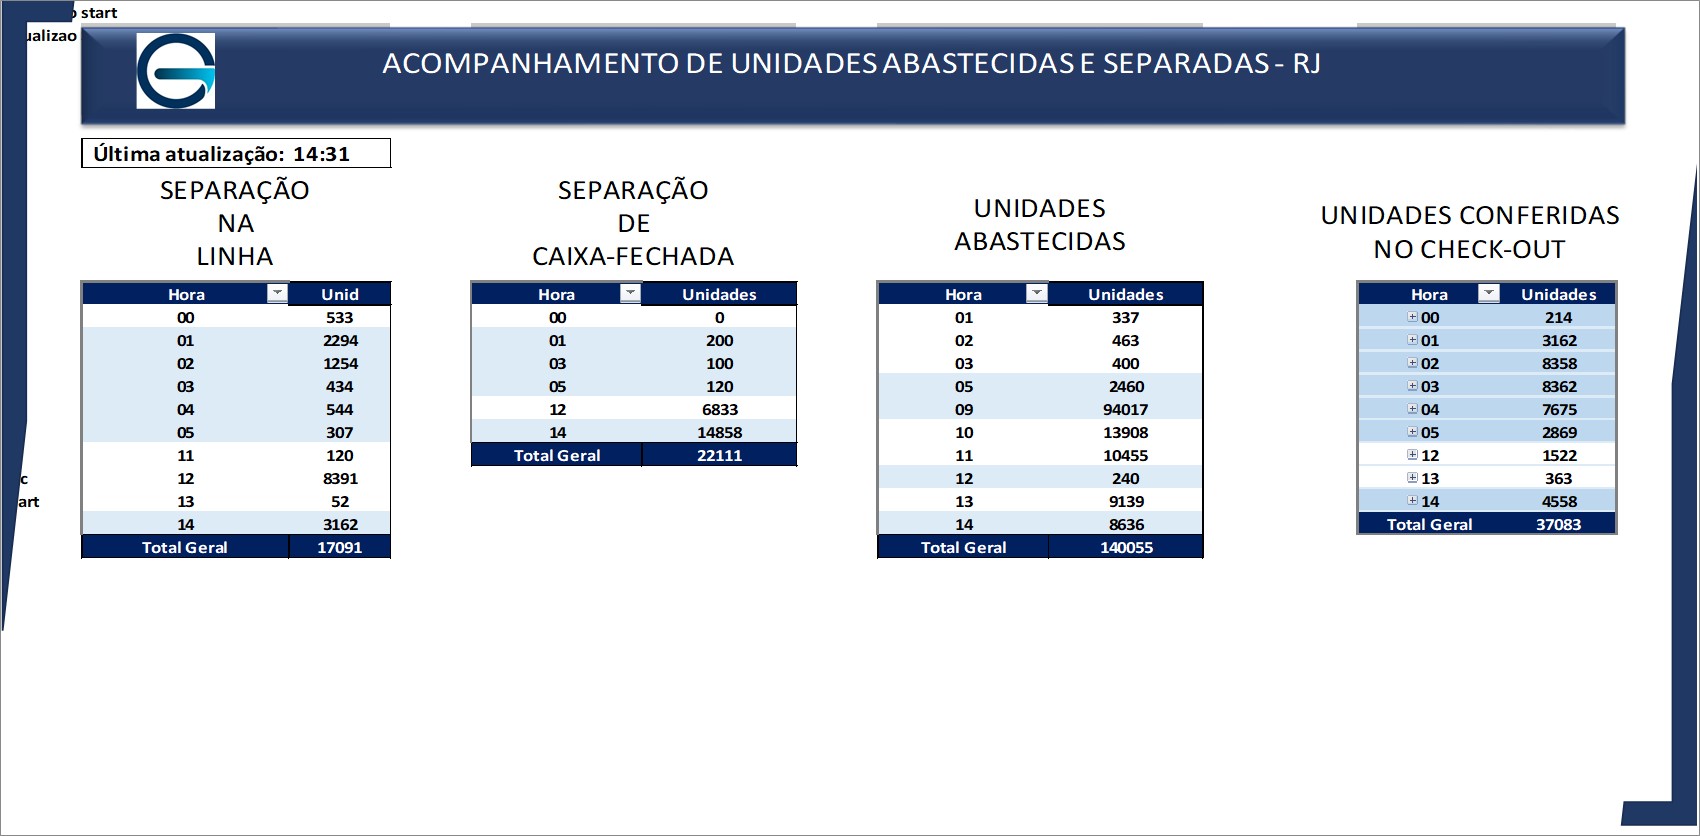 start
ualizao
ACOMPANHAMENTO DE UNIDADES ABASTECIDAS E SEPARADAS - RJ
Última atualização: 14:31
SEPARAÇÃO
NA
LINHA
Hora Unid
00 533
01 2294
02 1254
03 434
04 544
05 307
11 120
12 8391
13 52
14 3162
Total Geral 17091
SEPARAÇÃO
DE
CAIXA-FECHADA
Hora Unidades
00 0
01 200
03 100
05 120
12 6833
14 14858
Total Geral 22111
UNIDADES
ABASTECIDAS
Hora Unidades
01 337
02 463
03 400
05 2460
09 94017
10 13908
11 10455
12 240
13 9139
14 8636
Total Geral 140055
UNIDADES CONFERIDAS
NO CHECK-OUT
Hora Unidades
00 214
01 3162
02 8358
03 8362
04 7675
05 2869
12 1522
13 363
14 4558
Total Geral 37083
c
art